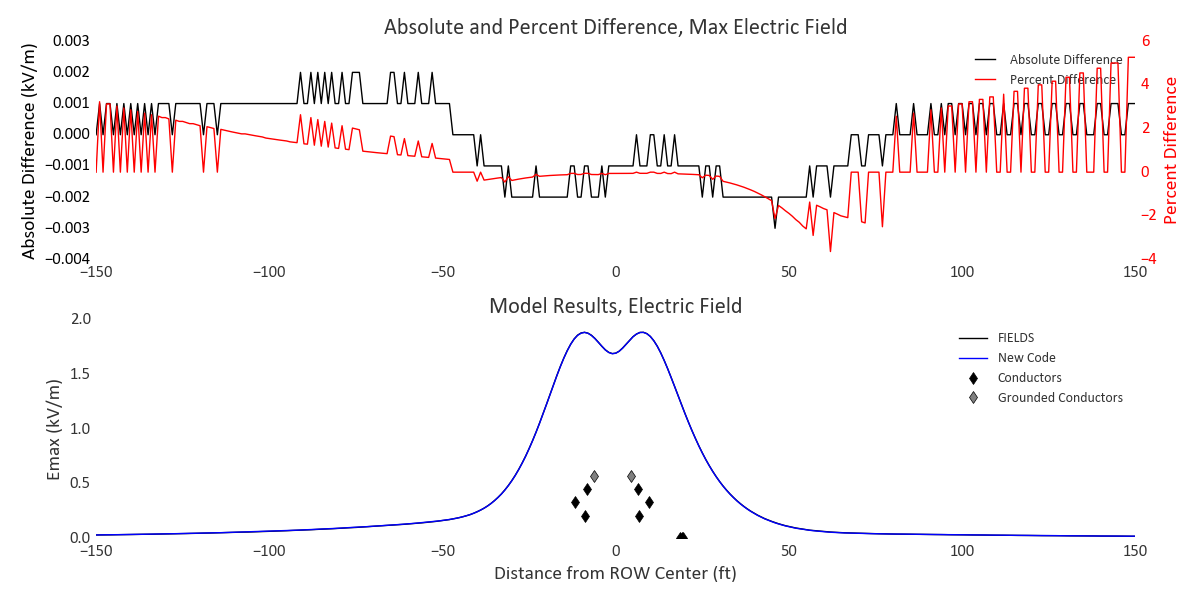 Absolute and Percent Difference, Max Electric Field
Absolute Difference (kV/m)
0.003
0.002
0.001
0.000
−0.001
−0.002
−0.003
−0.004
6
4
2
0
−2
−4
Percent Difference
Absolute Difference
Percent Difference
−150 −100 −50 0 50 100 150
Model Results, Electric Field
Emax (kV/m)
2.0
1.5
1.0
0.5
0.0
FIELDS
New Code
Conductors
Grounded Conductors
−150 −100 −50 0 50 100 150
Distance from ROW Center (ft)